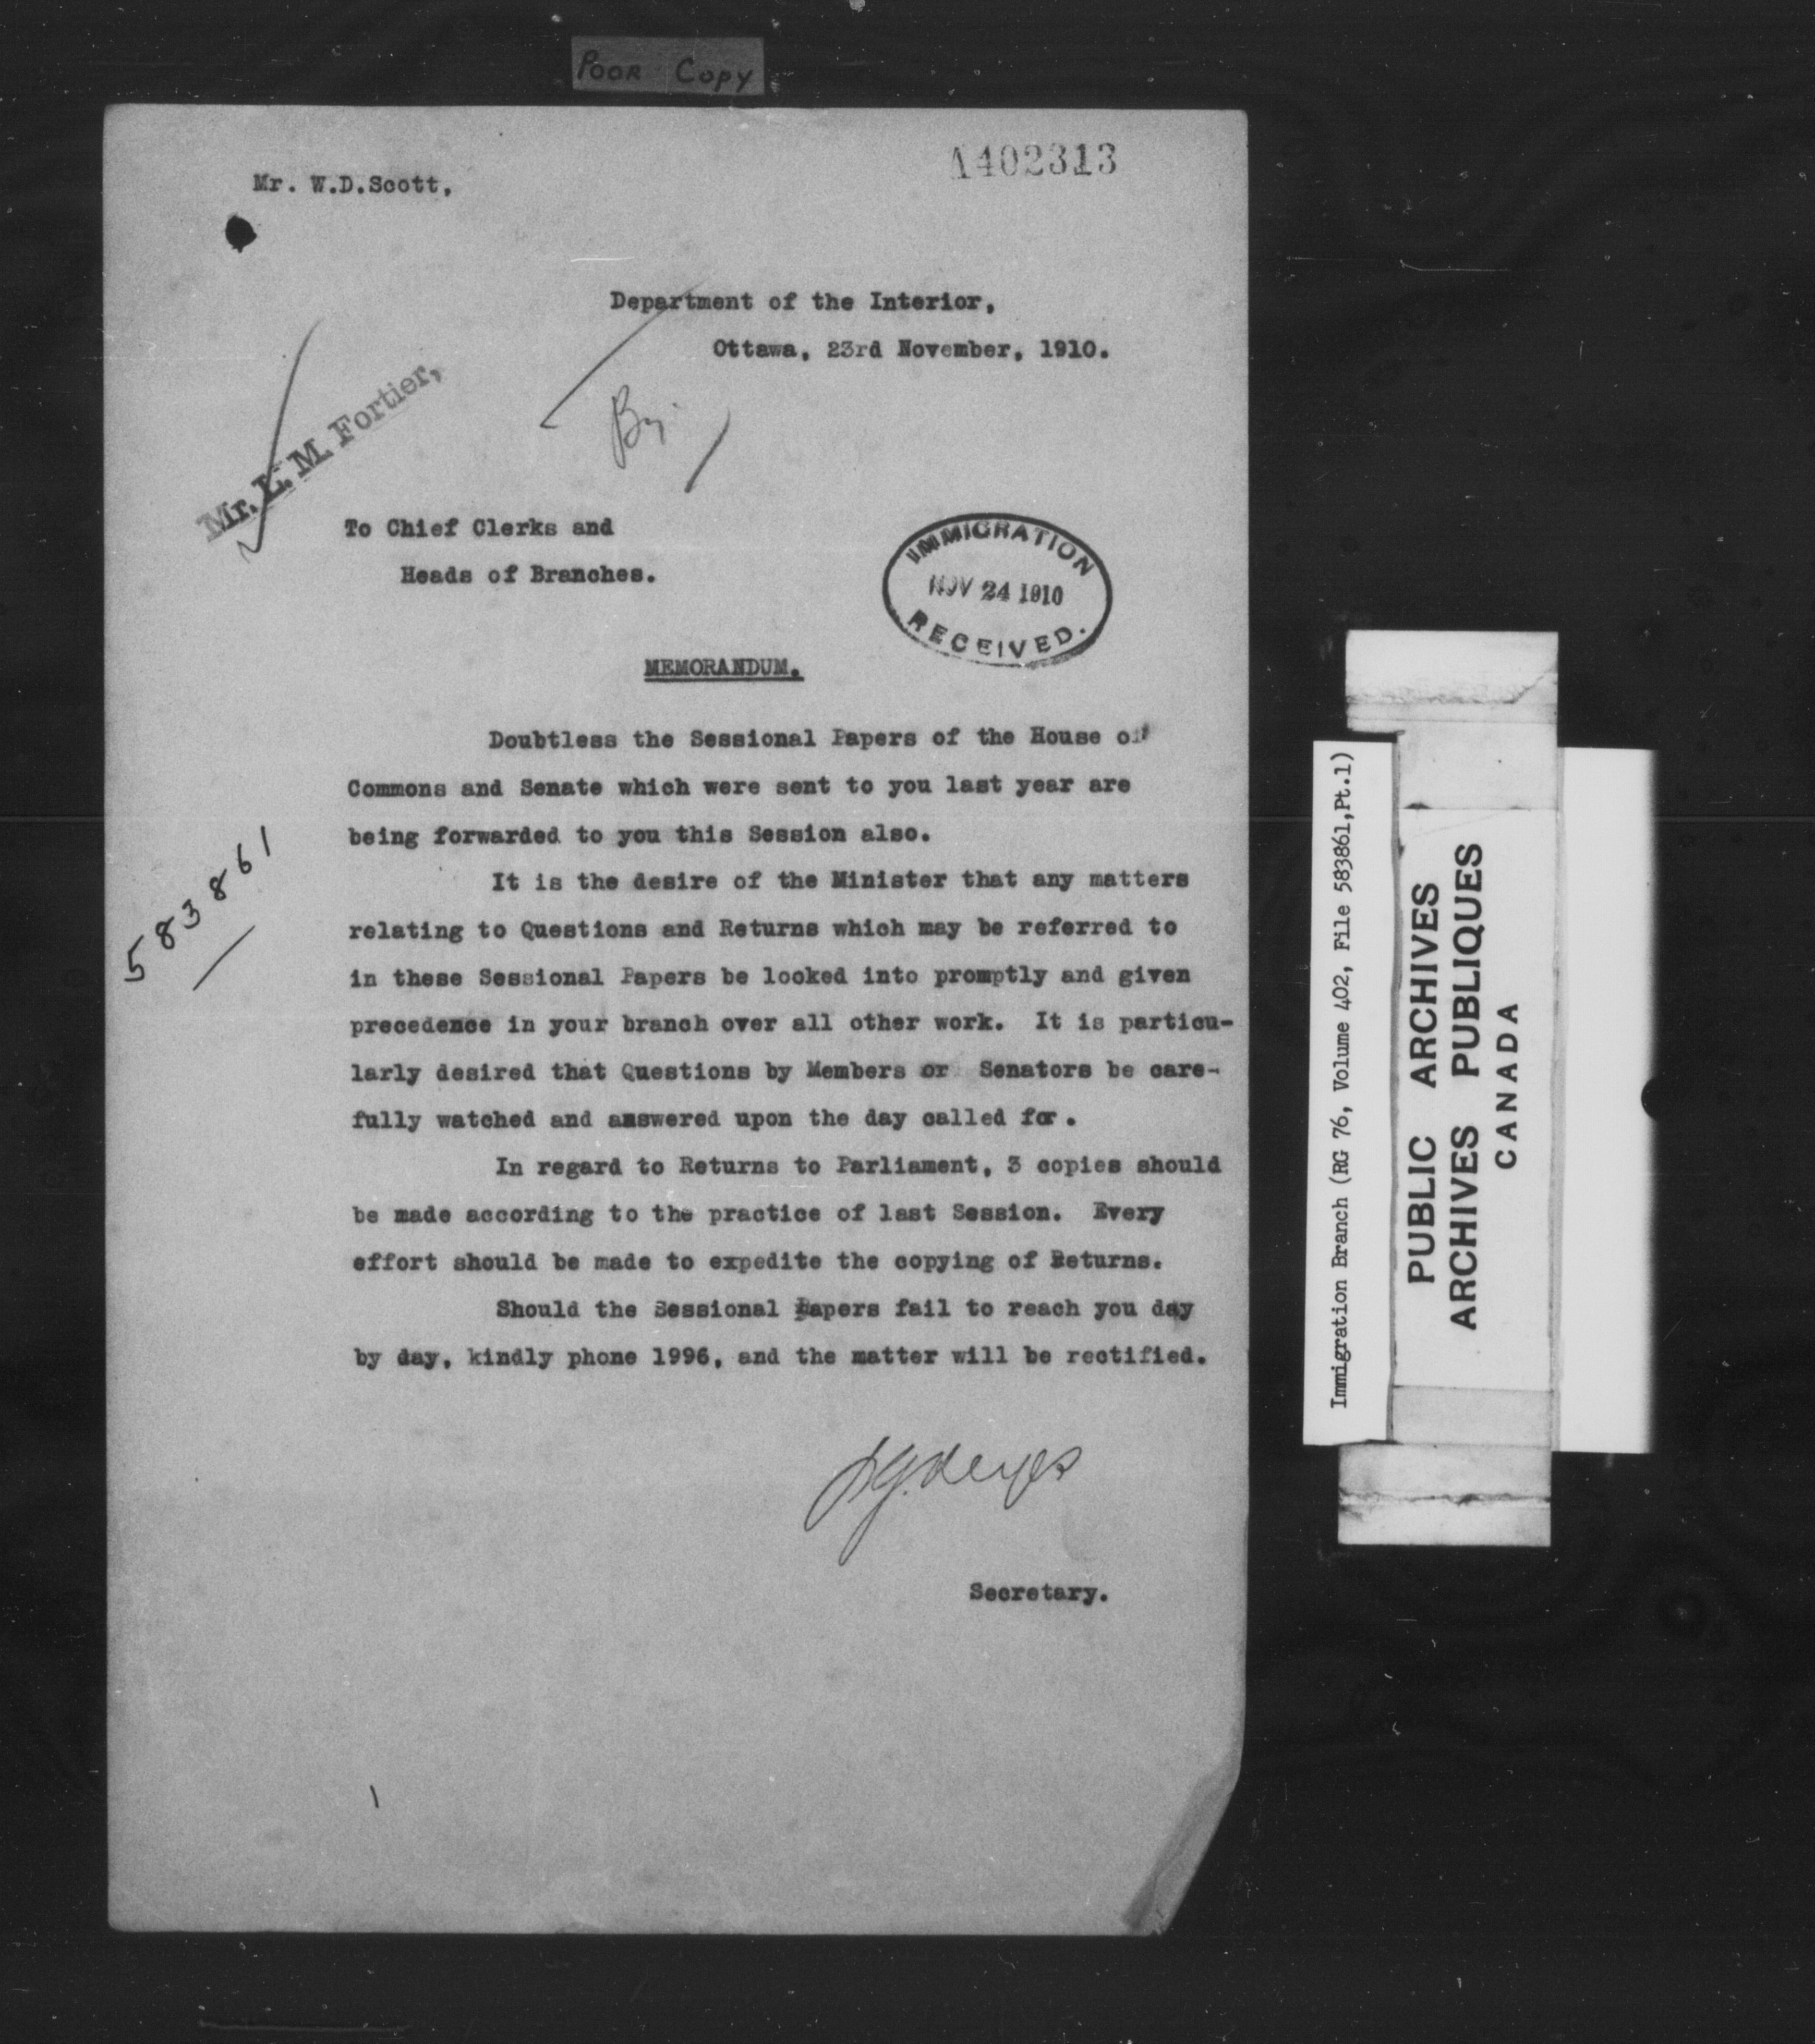 POOR COPY
1402313
Mr. W.D.Scott,
Department of the Interior,
Ottawa, 23rd November, 1910.
Mr. L. M. Fortier,
To Chief Clerks and
Heads of Branches.
IMMIGRATION
NOV 24 1910
RECEIVED.
MEMORANDUM.
Doubtless the Sessional Papers of the House of
Commons and Senate which were sent to you last year are
being forwarded to you this Session also.
583861
It is the desire of the Minister that any matters
relating to Questions and Returns which may be referred to
in these Sessional Papers be looked into promptly and given
precedence in your branch over all other work. It is particu-
larly desired that Questions by Members or Senators be care-
fully watched and answered upon the day called for.
In regard to Returns to Parliament, 3 copies should
be made according to the practice of last Session. Every
effort should be made to expedite the copying of Returns.
Should the Sessional Papers fail to reach you day
by day, kindly phone 1996, and the matter will be rectified.
Secretary.
Immigration Branch (RG 76, Volume 402, File 583861,Pt.1)
PUBLIC ARCHIVES
ARCHIVES PUBLIQUES
CANADA